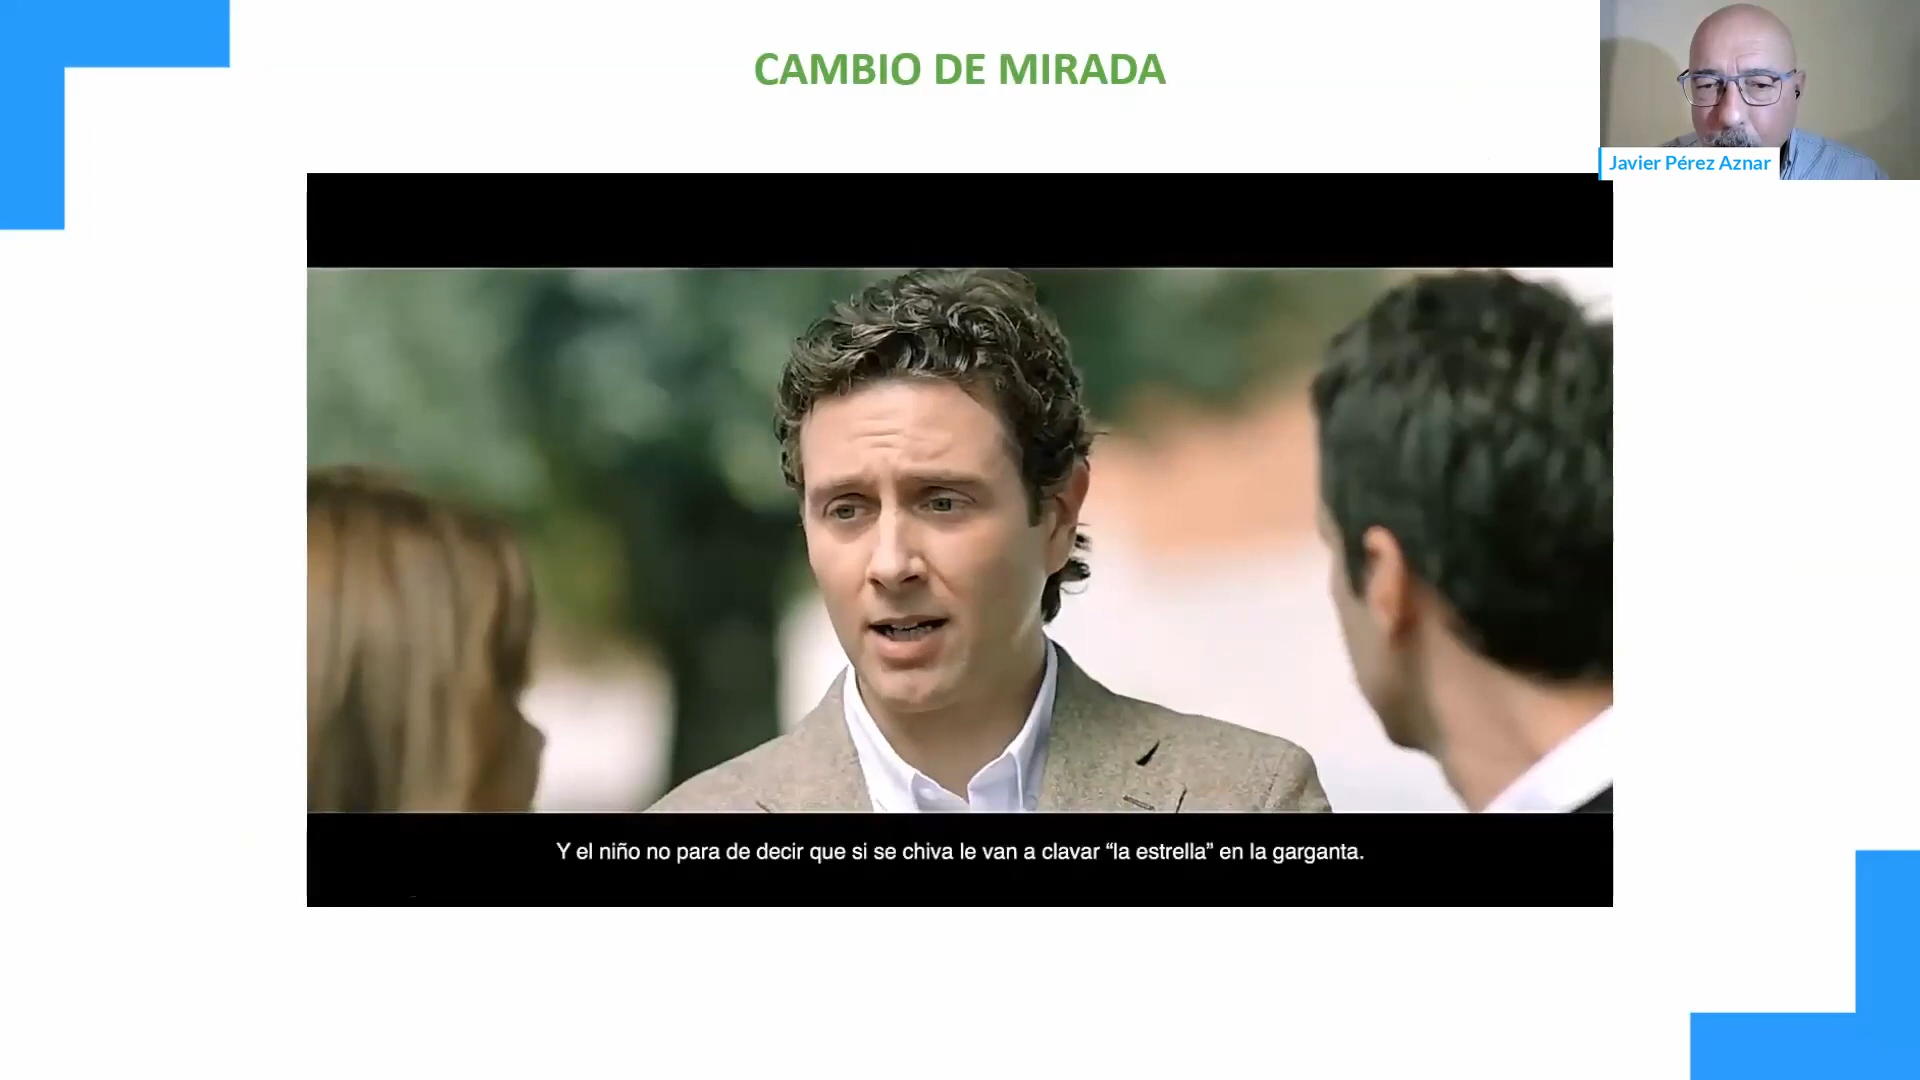 CAMBIO DE MIRADA
Javier Pérez Aznar
Y el niño no para de decir que si se chiva le van a clavar “la estrella” en la garganta.